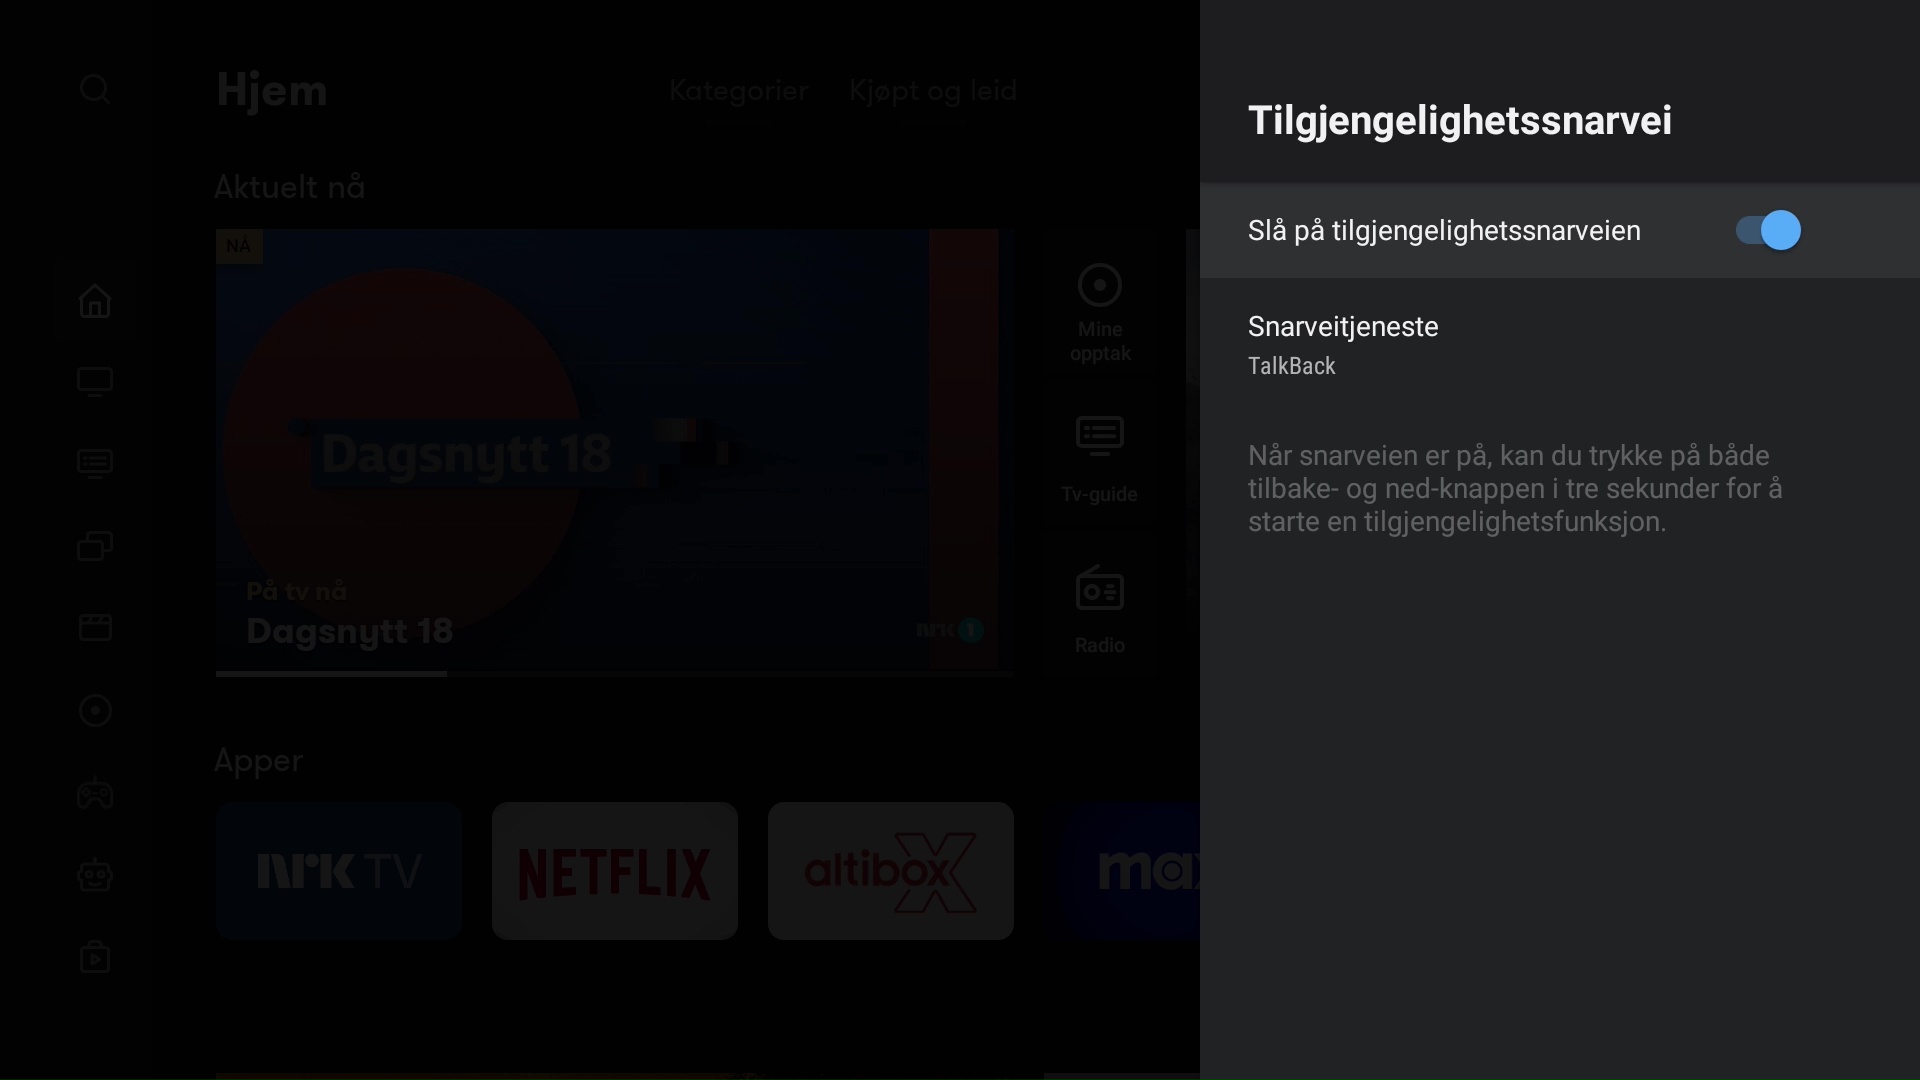 Hjem
Kategorier
Kjøpt og leid
Aktuelt nå
NÅ
Dagsnytt 18
På tv nå
Dagsnytt 18
nrk 1
Mine
opptak
Tv-guide
Radio
Apper
nrk TV
NETFLIX
altibox X
max
Tilgjengelighetssnarvei
Slå på tilgjengelighetssnarveien
Snarveitjeneste
TalkBack
Når snarveien er på, kan du trykke på både
tilbake- og ned-knappen i tre sekunder for å
starte en tilgjengelighetsfunksjon.